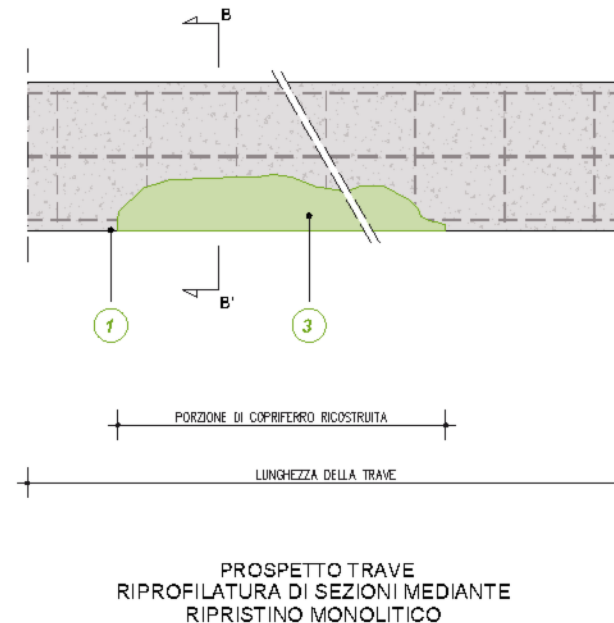 B
B'
1
3
PORZIONE DI COPRIFERRO RICOSTRUITA
LUNGHEZZA DELLA TRAVE
PROSPETTO TRAVE
RIPROFILATURA DI SEZIONI MEDIANTE
RIPRISTINO MONOLITICO